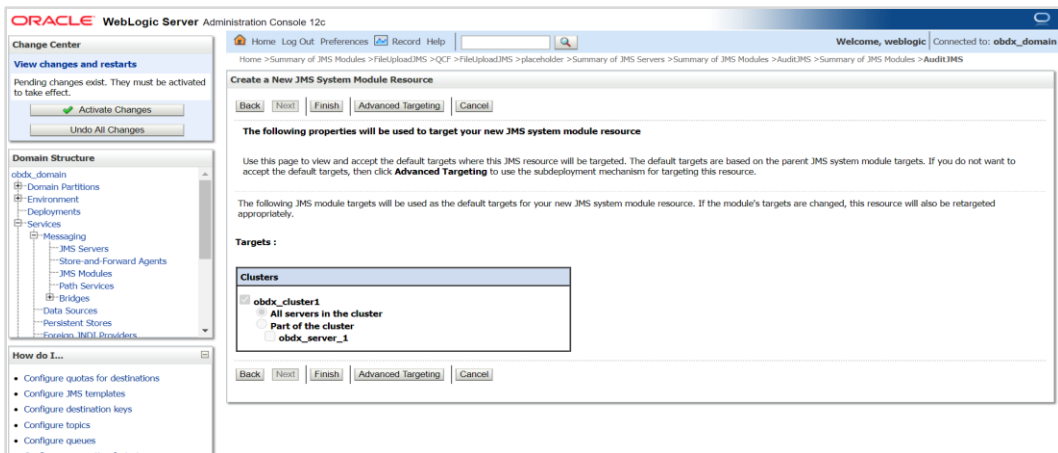 ORACLE WebLogic Server Administration Console 12c
Change Center
View changes and restarts
Pending changes exist. They must be activated
to take effect.
Activate Changes
Undo All Changes
Domain Structure
obdx_domain
Domain Partitions
Environment
Deployments
Services
Messaging
JMS Servers
Store-and-Forward Agents
JMS Modules
Path Services
Bridges
Data Sources
Persistent Stores
Foreign JNDI Providers
How do I...
Configure quotas for destinations
Configure JMS templates
Configure destination keys
Configure topics
Configure queues
Home Log Out Preferences Record Help
Welcome, weblogic Connected to: obdx_domain
Home >Summary of JMS Modules >FileUploadJMS >QCF >FileUploadJMS >placeholder >Summary of JMS Servers >Summary of JMS Modules >AuditJMS >Summary of JMS Modules >AuditJMS
Create a New JMS System Module Resource
Back Next Finish Advanced Targeting Cancel
The following properties will be used to target your new JMS system module resource
Use this page to view and accept the default targets where this JMS resource will be targeted. The default targets are based on the parent JMS system module targets. If you do not want to
accept the default targets, then click Advanced Targeting to use the subdeployment mechanism for targeting this resource.
The following JMS module targets will be used as the default targets for your new JMS system module resource. If the module's targets are changed, this resource will also be retargeted
appropriately.
Targets :
Clusters
obdx_cluster1
All servers in the cluster
Part of the cluster
obdx_server_1
Back Next Finish Advanced Targeting Cancel